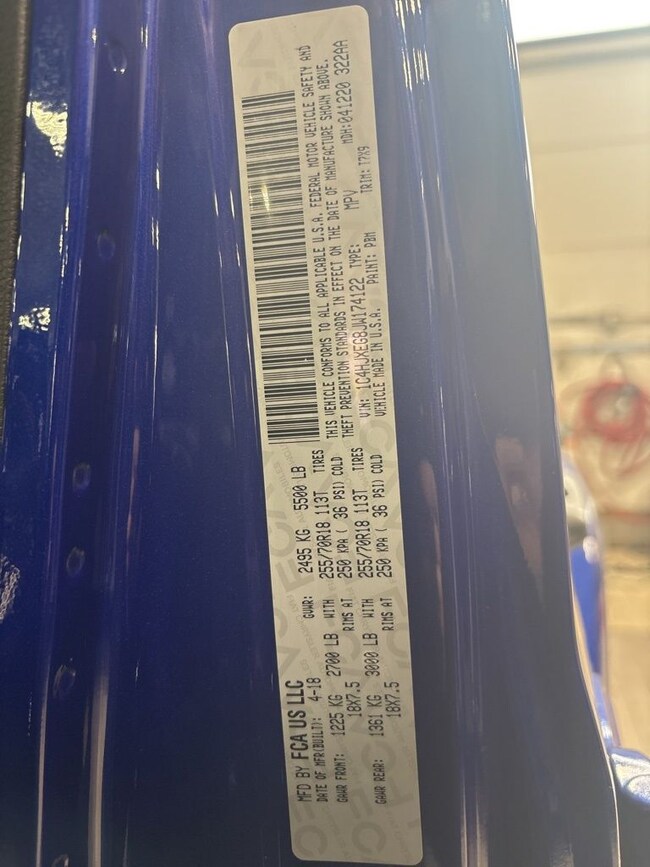 MFD BY FCA US LLC
DATE OF MFR(BUILT): 4-18 GVWR: 2495 KG 5500 LB
GAWR FRONT: 1225 KG 2700 LB WITH 255/70R18 113T TIRES
18X7.5 RIMS AT 250 KPA ( 36 PSI) COLD
GAWR REAR: 1361 KG 3000 LB WITH 255/70R18 113T TIRES
18X7.5 RIMS AT 250 KPA ( 36 PSI) COLD
THIS VEHICLE CONFORMS TO ALL APPLICABLE U.S.A. FEDERAL MOTOR VEHICLE SAFETY AND
THEFT PREVENTION STANDARDS IN EFFECT ON THE DATE OF MANUFACTURE SHOWN ABOVE.
VIN: 1C4HJXEG8JW174122 TYPE: MPV MDH:041220 322AA
VEHICLE MADE IN U.S.A. PAINT: PBM TRIM: T7X9